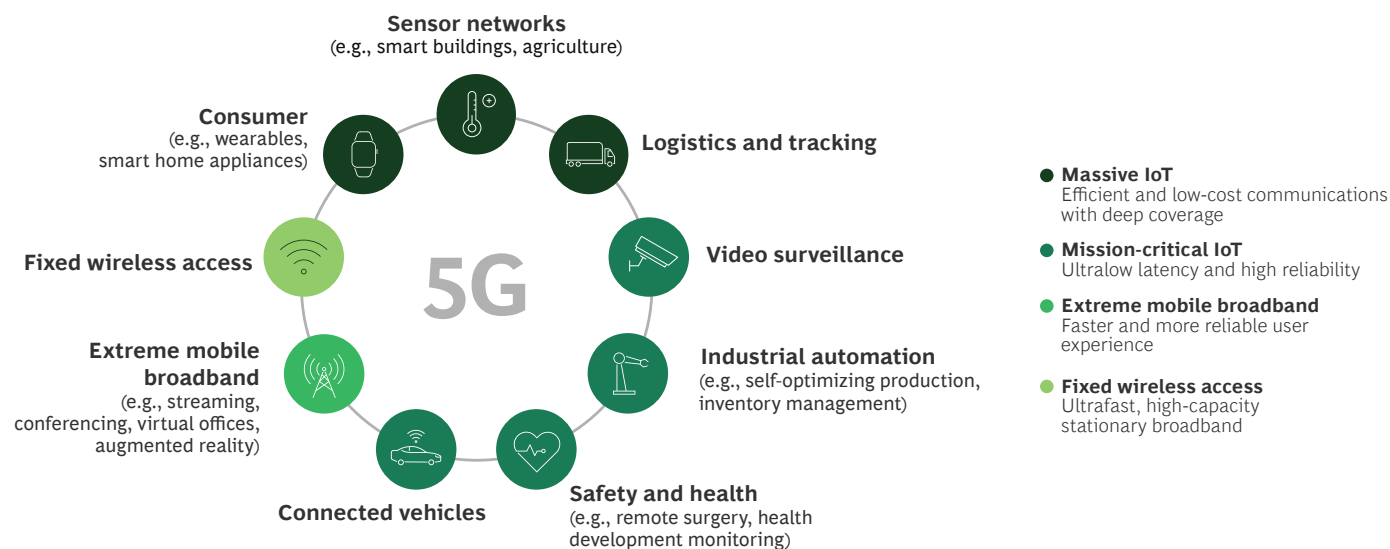 Sensor networks
(e.g., smart buildings, agriculture)
Consumer
(e.g., wearables,
smart home appliances)
Logistics and tracking
Fixed wireless access
5G
Video surveillance
Extreme mobile
broadband
(e.g., streaming,
conferencing, virtual offices,
augmented reality)
Industrial automation
(e.g., self-optimizing production,
inventory management)
Connected vehicles
Safety and health
(e.g., remote surgery, health
development monitoring)
Massive IoT
Efficient and low-cost communications
with deep coverage
Mission-critical IoT
Ultralow latency and high reliability
Extreme mobile broadband
Faster and more reliable user
experience
Fixed wireless access
Ultrafast, high-capacity
stationary broadband